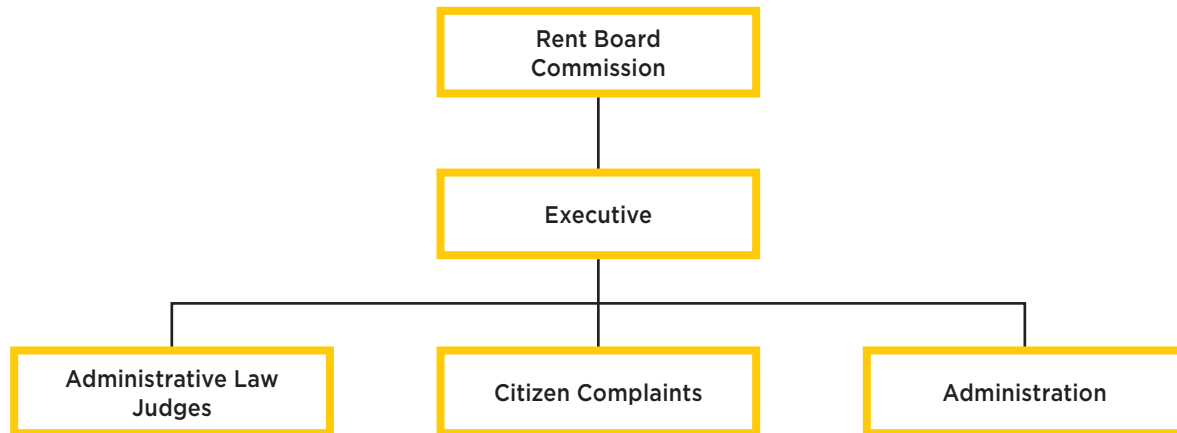 Rent Board
Commission
Executive
Administrative Law
Judges
Citizen Complaints
Administration